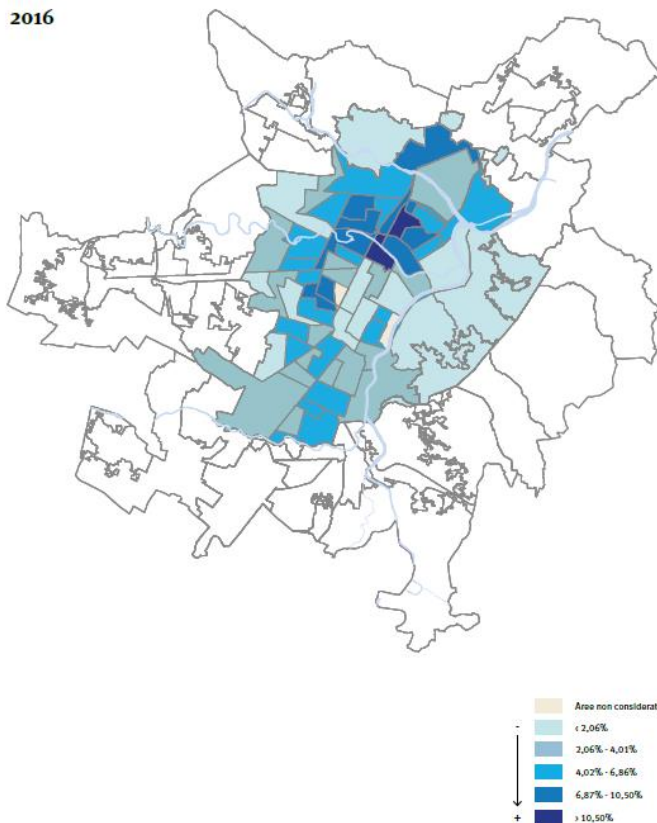 2016
Aree non considerat
-
‹ 2,06%
2,06% - 4,01%
4,02% - 6,86%
6,87% - 10,50%
+
› 10,50%